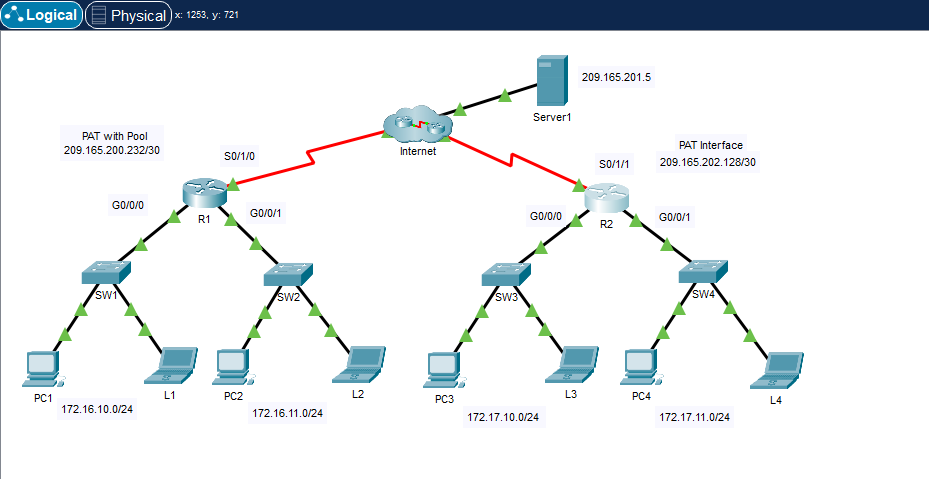 Logical Physical x: 1253, y: 721
209.165.201.5
Server1
PAT with Pool
209.165.200.232/30
Internet
PAT Interface
209.165.202.128/30
S0/1/0
S0/1/1
G0/0/0
R1
G0/0/1
G0/0/0
R2
G0/0/1
SW1
SW2
SW3
SW4
PC1
L1
PC2
L2
PC3
L3
PC4
L4
172.16.10.0/24
172.16.11.0/24
172.17.10.0/24
172.17.11.0/24